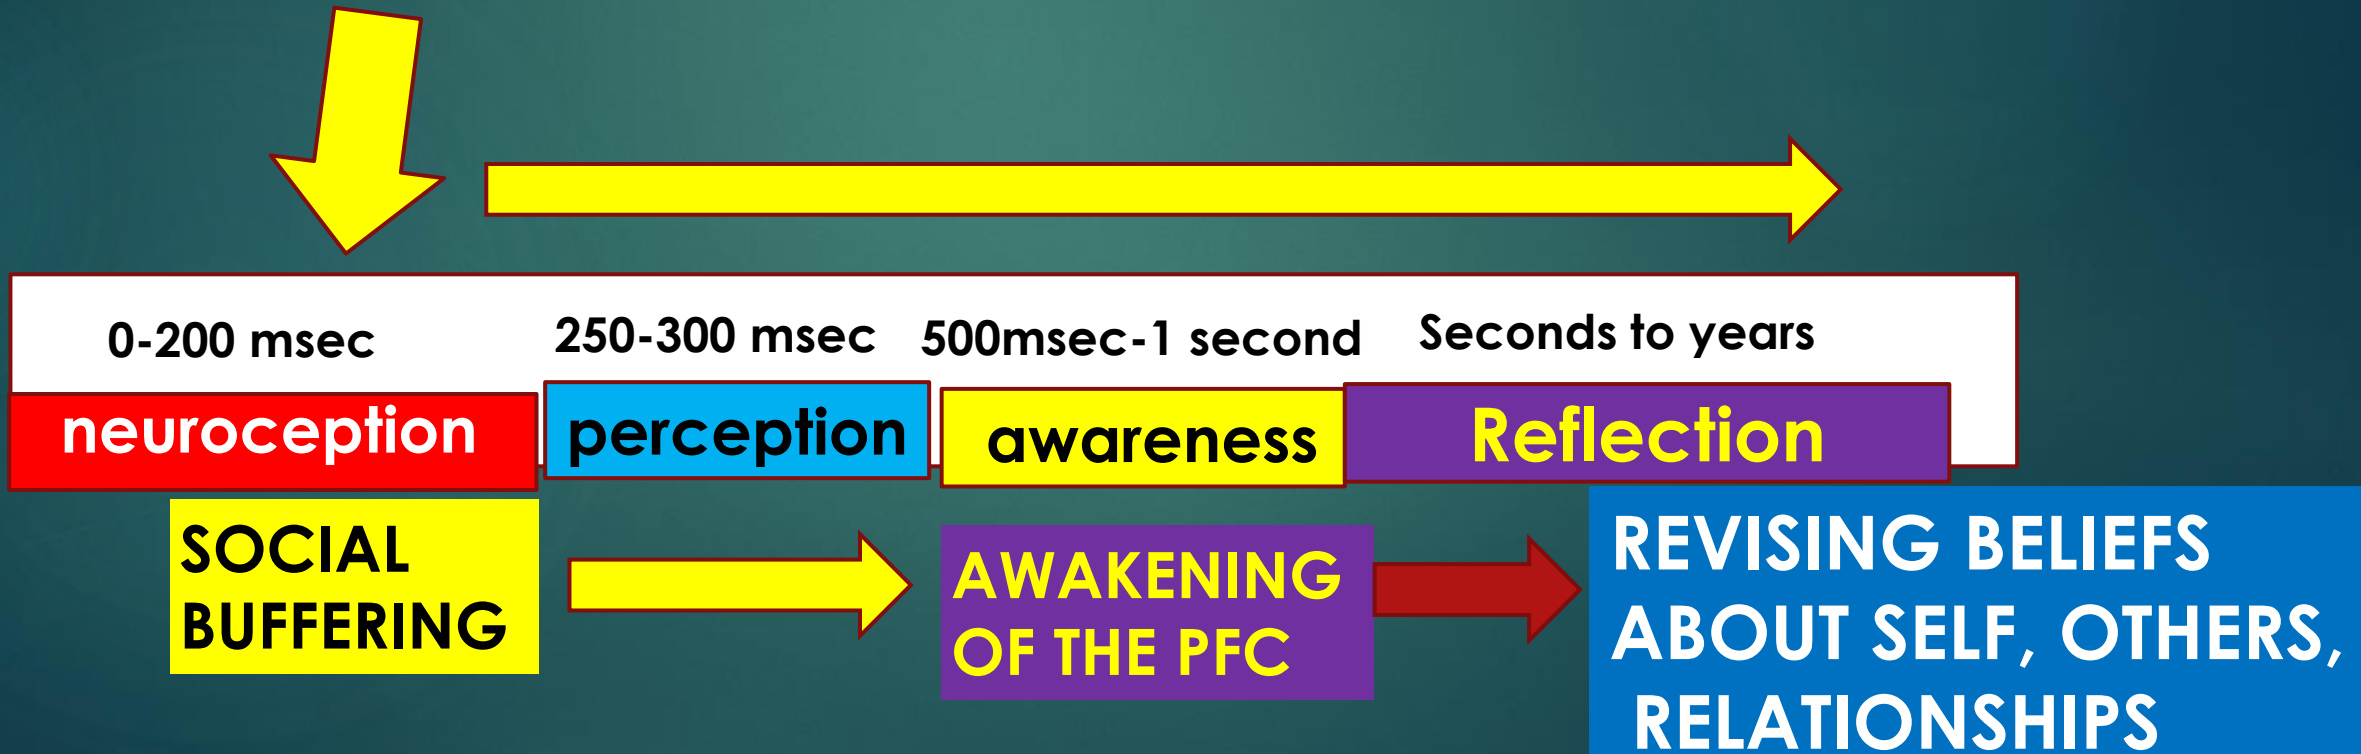 0-200 msec
250-300 msec
500msec-1 second
Seconds to years
neuroception
perception
awareness
Reflection
SOCIAL
BUFFERING
AWAKENING
OF THE PFC
REVISING BELIEFS
ABOUT SELF, OTHERS,
RELATIONSHIPS